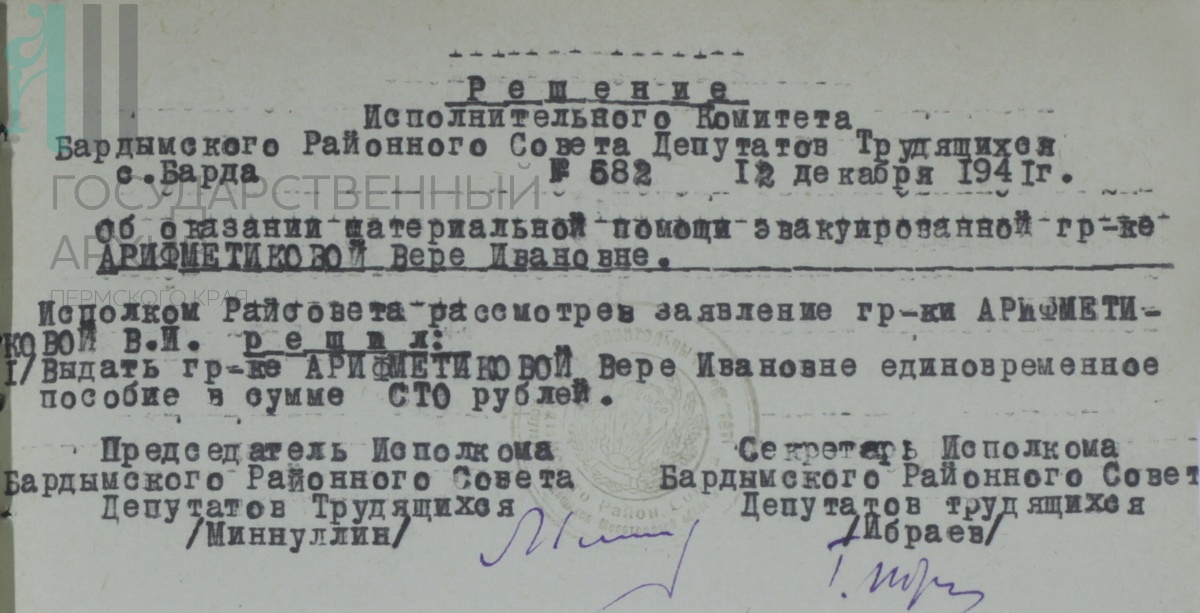 Решение
Исполнительного Комитета
Бардымского Районного Совета Депутатов Трудящихся
с.Барда № 582 12 декабря 1941г.
Об оказании материальной помощи эвакуированной гр-ке
АРИФМЕТИКОВОЙ Вере Ивановне.
Исполком Райсовета рассмотрев заявление гр-ки АРИФМЕТИ-
КОВОЙ В.И. решил:
I/Выдать гр-ке АРИФМЕТИКОВОЙ Вере Ивановне единовременное
пособие в сумме СТО рублей.
Председатель Исполкома
Бардымского Районного Совета
Депутатов Трудящихся
/Миннуллин/
Секретарь Исполкома
Бардымского Районного Совет
Депутатов трудящихся
/Ибраев/
ГОСУДАРСТВЕННЫЙ
ПЕРМСКОГО КРАЯ